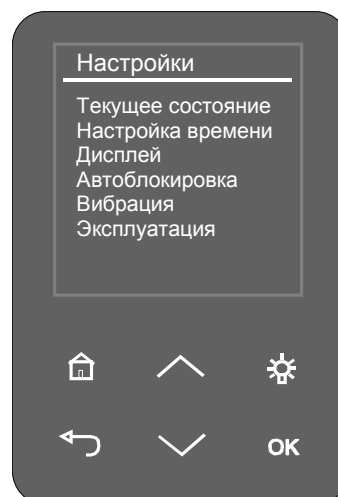 Настройки
Текущее состояние
Настройка времени
Дисплей
Автоблокировка
Вибрация
Эксплуатация
OK